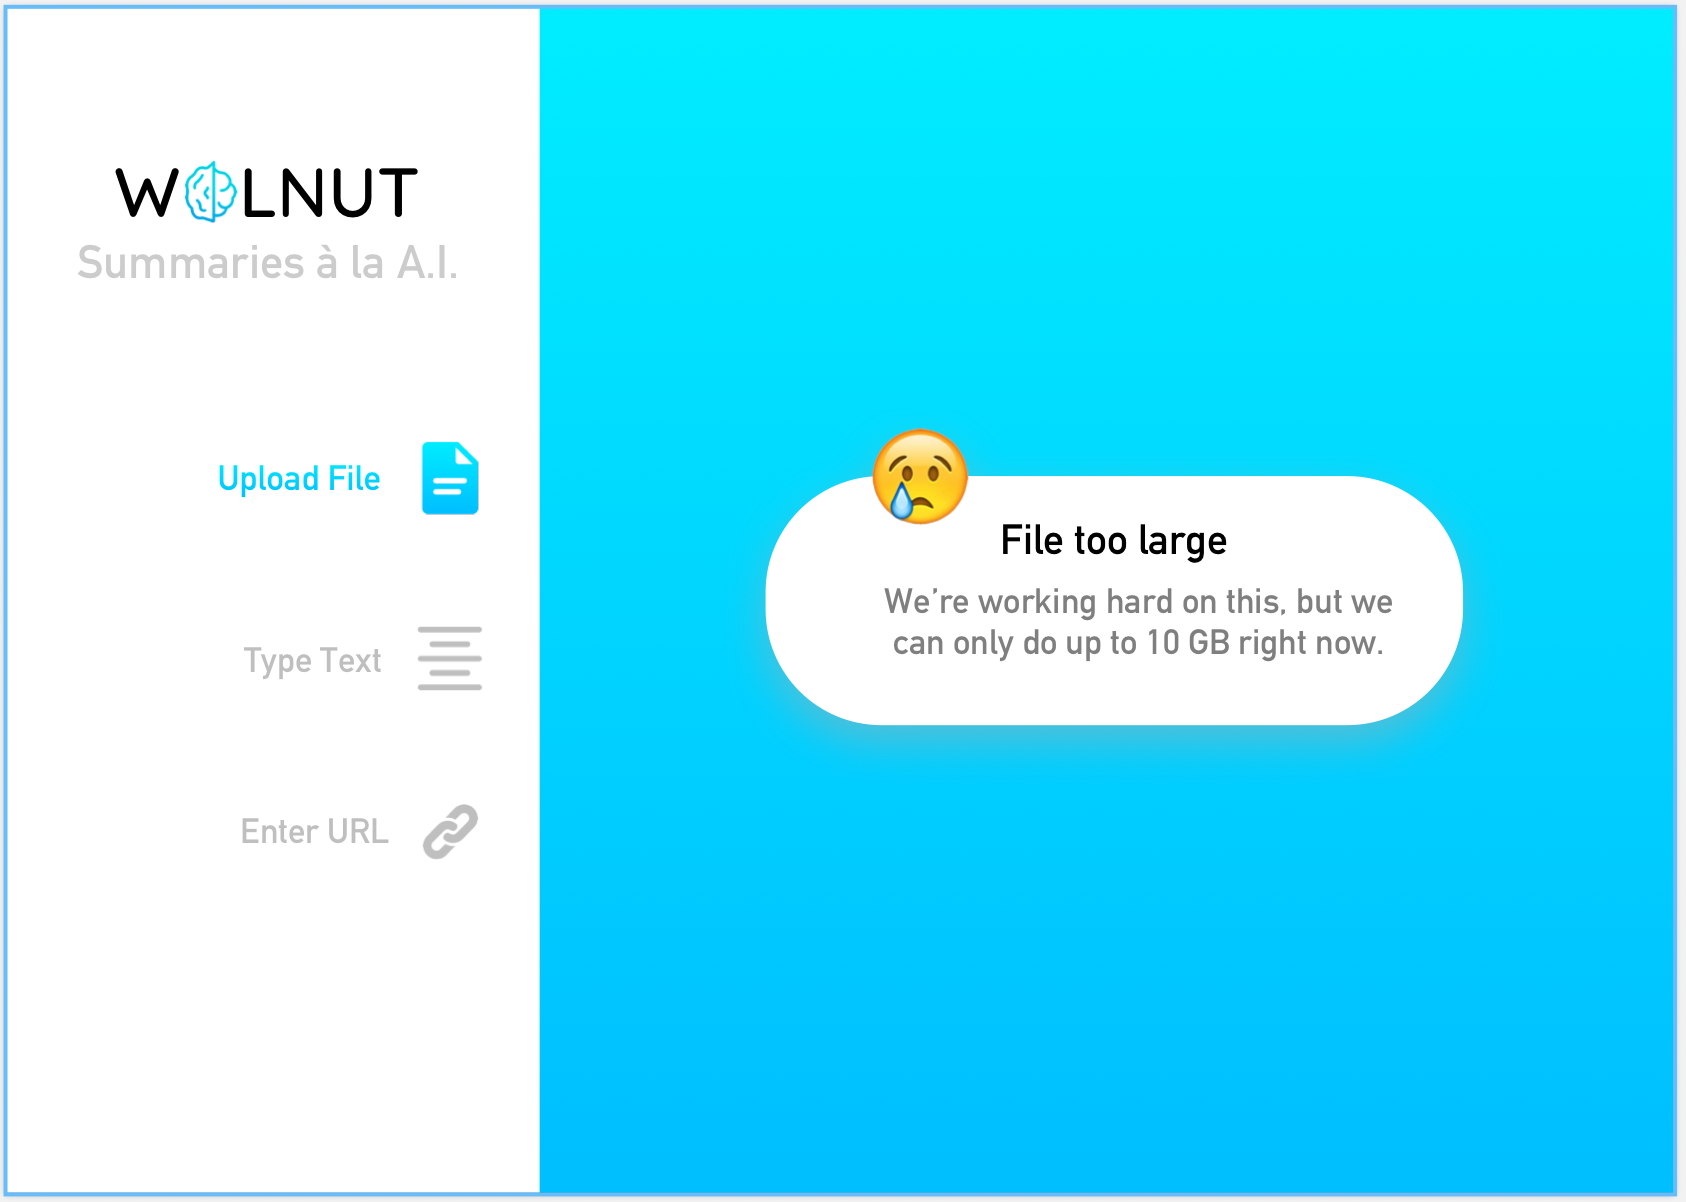 WALNUT
Summaries à la A.I.
Upload File
Type Text
Enter URL
File too large
We’re working hard on this, but we
can only do up to 10 GB right now.